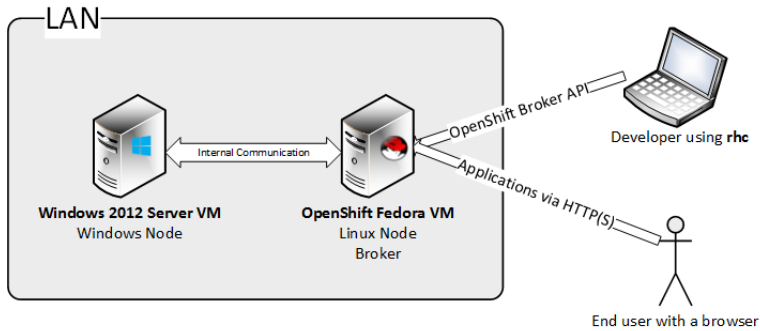 LAN
OpenShift Broker API
Developer using rhc
Internal Communication
Applications via HTTP(S)
Windows 2012 Server VM
Windows Node
OpenShift Fedora VM
Linux Node
Broker
End user with a browser